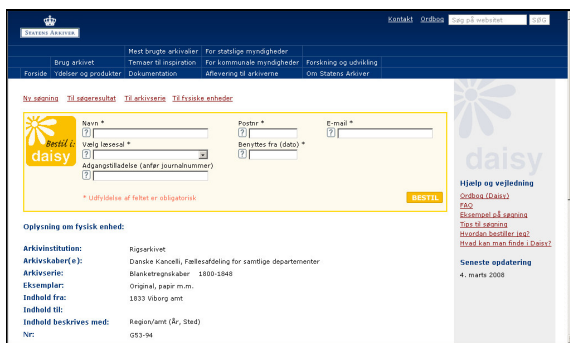 Kontakt Ordbog Søg på websitet SØG
STATENS ARKIVER
Mest brugte arkivalier For statslige myndigheder
Brug arkivet Temaer til inspiration For kommunale myndigheder Forskning og udvikling
Forside Ydelser og produkter Dokumentation Aflevering til arkiverne Om Statens Arkiver
Ny søgning Til søgeresultat Til arkivserie Til fysiske enheder
Navn * Postnr * E-mail *
? ? ?
Bestil i: Vælg læsesal * Benyttes fra (dato) *
daisy ? ?
Adgangstilladelse (anfør journalnummer)
?
* Udfyldelse af feltet er obligatorisk BESTIL
daisy
Hjælp og vejledning
Ordbog (Daisy)
FAQ
Eksempel på søgning
Tips til søgning
Hvordan bestiller jeg?
Hvad kan man finde i Daisy?
Seneste opdatering
4. marts 2008
Oplysning om fysisk enhed:
Arkivinstitution: Rigsarkivet
Arkivskaber(e): Danske Kancelli, Fællesafdeling for samtlige departementer
Arkivserie: Blanketregnskaber 1800-1848
Eksemplar: Original, papir m.m.
Indhold fra: 1833 Viborg amt
Indhold til:
Indhold beskrives med: Region/amt (År, Sted)
Nr: G53-94